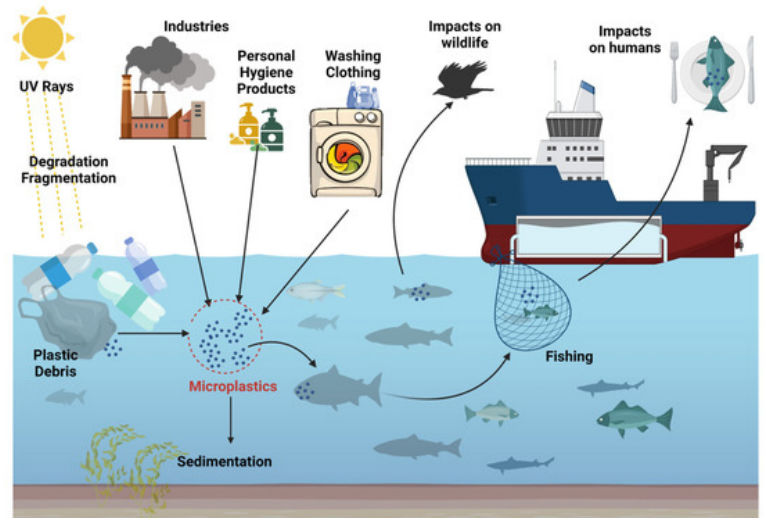 Industries
Impacts on
wildlife
Impacts
on humans
Personal
Hygiene
Products
Washing
Clothing
UV Rays
Degradation
Fragmentation
Plastic
Debris
Microplastics
Fishing
Sedimentation